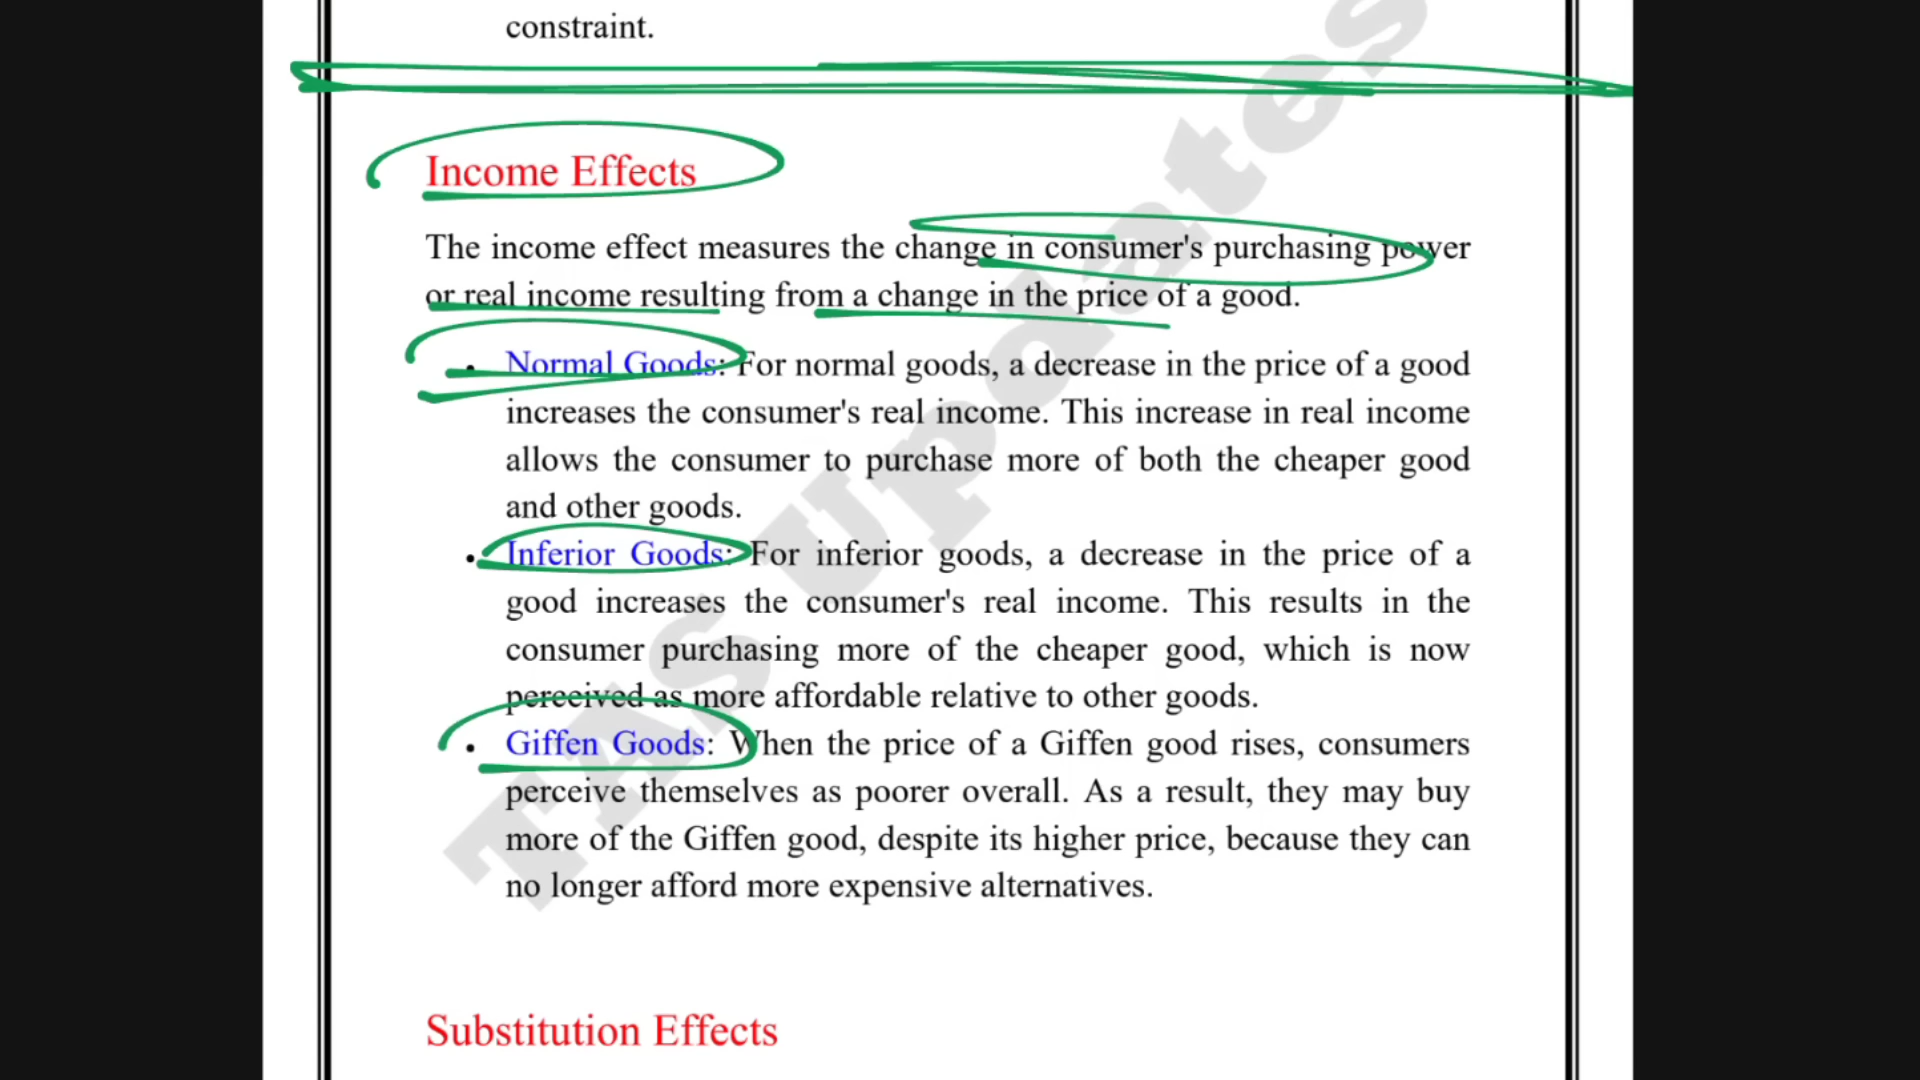 constraint.
Income Effects
The income effect measures the change in consumer's purchasing power
or real income resulting from a change in the price of a good.
• Normal Goods: For normal goods, a decrease in the price of a good
increases the consumer's real income. This increase in real income
allows the consumer to purchase more of both the cheaper good
and other goods.
• Inferior Goods: For inferior goods, a decrease in the price of a
good increases the consumer's real income. This results in the
consumer purchasing more of the cheaper good, which is now
perceived as more affordable relative to other goods.
• Giffen Goods: When the price of a Giffen good rises, consumers
perceive themselves as poorer overall. As a result, they may buy
more of the Giffen good, despite its higher price, because they can
no longer afford more expensive alternatives.
Substitution Effects
TAS Updates